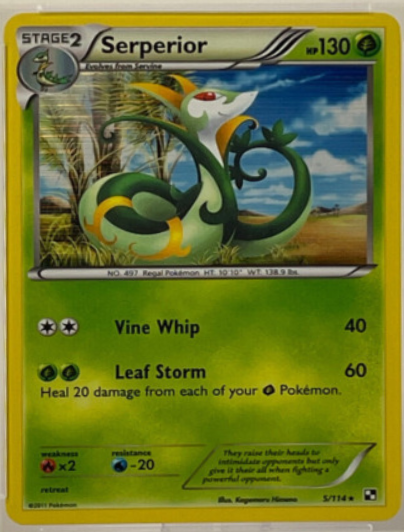 STAGE2 Serperior HP130
Evolves from Servine
NO. 497 Regal Pokémon. HT: 10'10" WT: 138.9 lbs.
Vine Whip 40
Leaf Storm 60
Heal 20 damage from each of your Pokémon.
weakness resistance
×2 -20
retreat
They raise their heads to
intimidate opponents but only
give it their all when fighting a
powerful opponent.
Illus. Kagemaru Himeno 5/114★
©2011 Pokémon